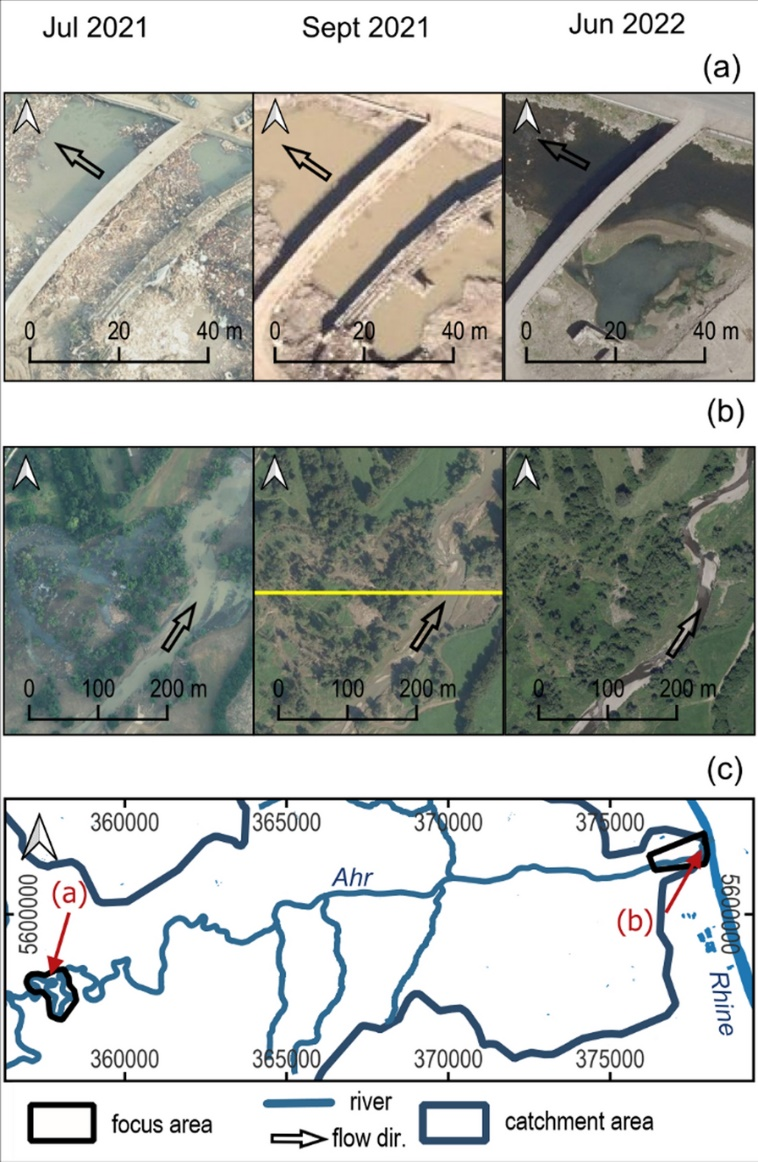 Jul 2021 Sept 2021 Jun 2022
(a)
0 20 40 m 0 20 40 m 0 20 40 m
(b)
0 100 200 m 0 100 200 m 0 100 200 m
(c)
360000 365000 370000 375000
Ahr
(a)
5600000
5600000
(b)
Rhine
360000 365000 370000 375000
focus area river catchment area
flow dir.